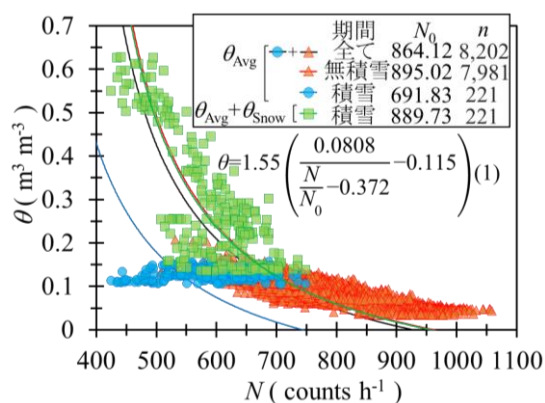 期間 N₀ n
θAvg [●+▲ 全て 864.12 8,202
▲ 無積雪 895.02 7,981
● 積雪 691.83 221
θAvg+θSnow [■ 積雪 889.73 221
θ=1.55(0.0808/(N/N₀−0.372)−0.115)(1)
0.7
0.6
0.5
0.4
0.3
0.2
0.1
0
θ ( m³ m⁻³ )
400 500 600 700 800 900 1000 1100
N ( counts h⁻¹ )